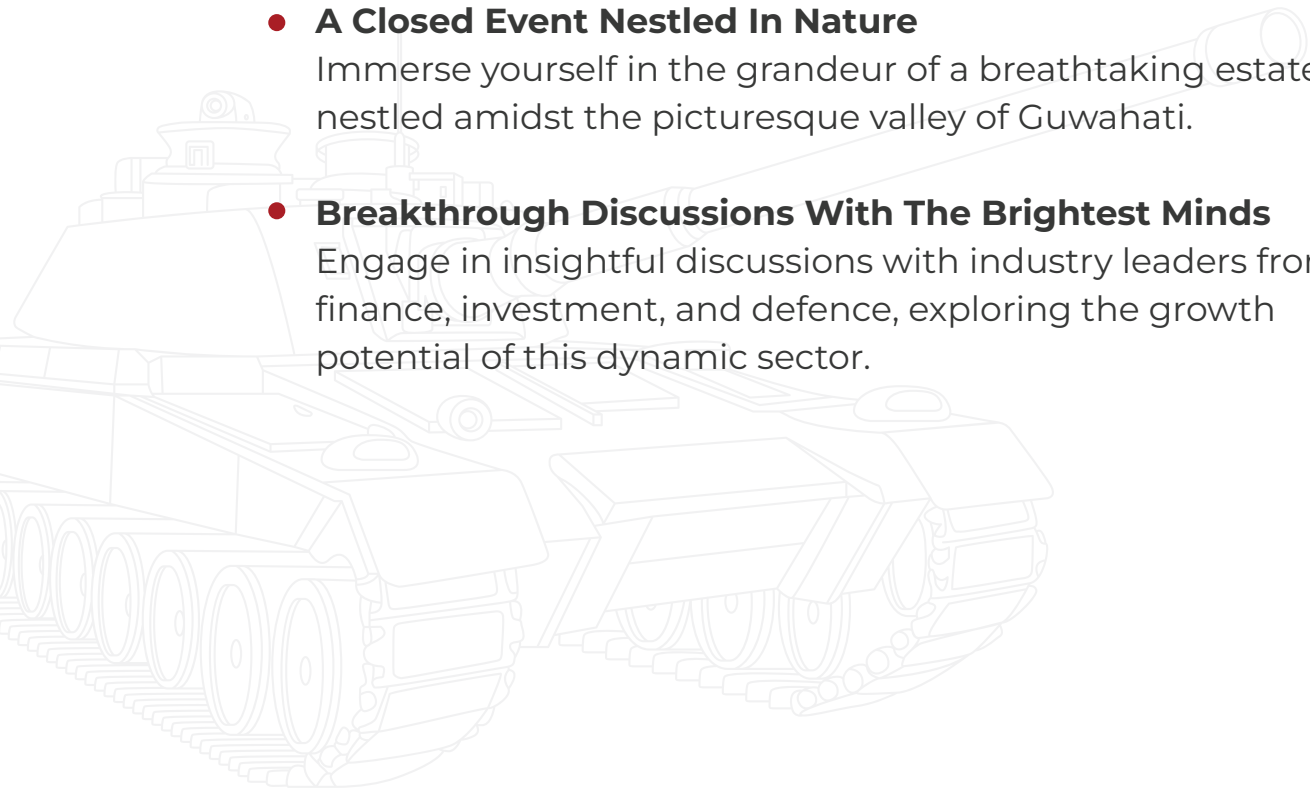 A Closed Event Nestled In Nature
Immerse yourself in the grandeur of a breathtaking estate
nestled amidst the picturesque valley of Guwahati.
Breakthrough Discussions With The Brightest Minds
Engage in insightful discussions with industry leaders from
finance, investment, and defence, exploring the growth
potential of this dynamic sector.